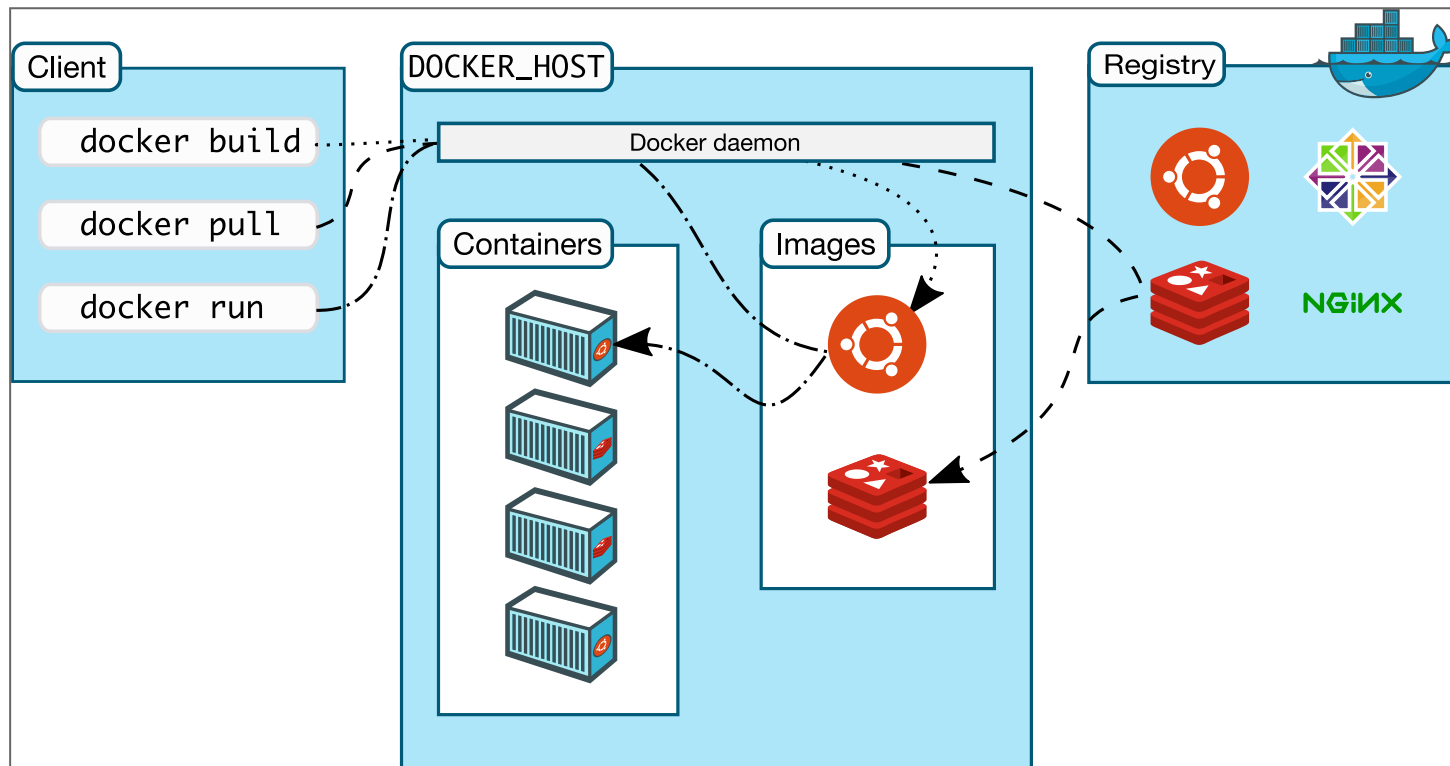 Client
docker build
docker pull
docker run
DOCKER_HOST
Docker daemon
Containers
Images
Registry
NGiNX